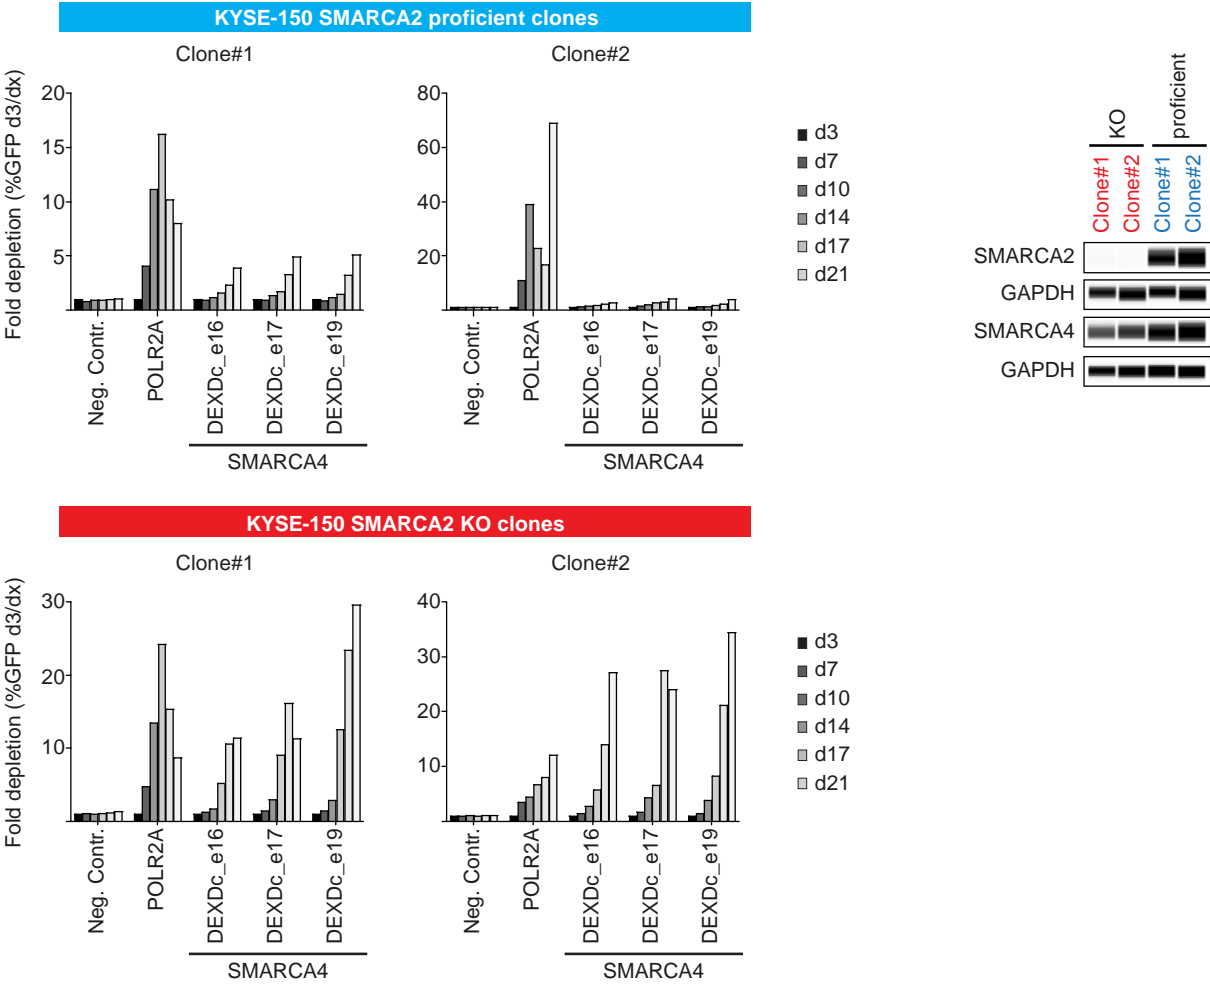 KYSE-150 SMARCA2 proficient clones
Clone#1
Clone#2
Fold depletion (%GFP d3/dx)
20
15
10
5
80
60
40
20
d3
d7
d10
d14
d17
d21
Neg. Contr.
POLR2A
DEXDc_e16
DEXDc_e17
DEXDc_e19
SMARCA4
Neg. Contr.
POLR2A
DEXDc_e16
DEXDc_e17
DEXDc_e19
SMARCA4
KO
proficient
Clone#1
Clone#2
Clone#1
Clone#2
SMARCA2
GAPDH
SMARCA4
GAPDH
KYSE-150 SMARCA2 KO clones
Clone#1
Clone#2
Fold depletion (%GFP d3/dx)
30
20
10
40
30
20
10
d3
d7
d10
d14
d17
d21
Neg. Contr.
POLR2A
DEXDc_e16
DEXDc_e17
DEXDc_e19
SMARCA4
Neg. Contr.
POLR2A
DEXDc_e16
DEXDc_e17
DEXDc_e19
SMARCA4